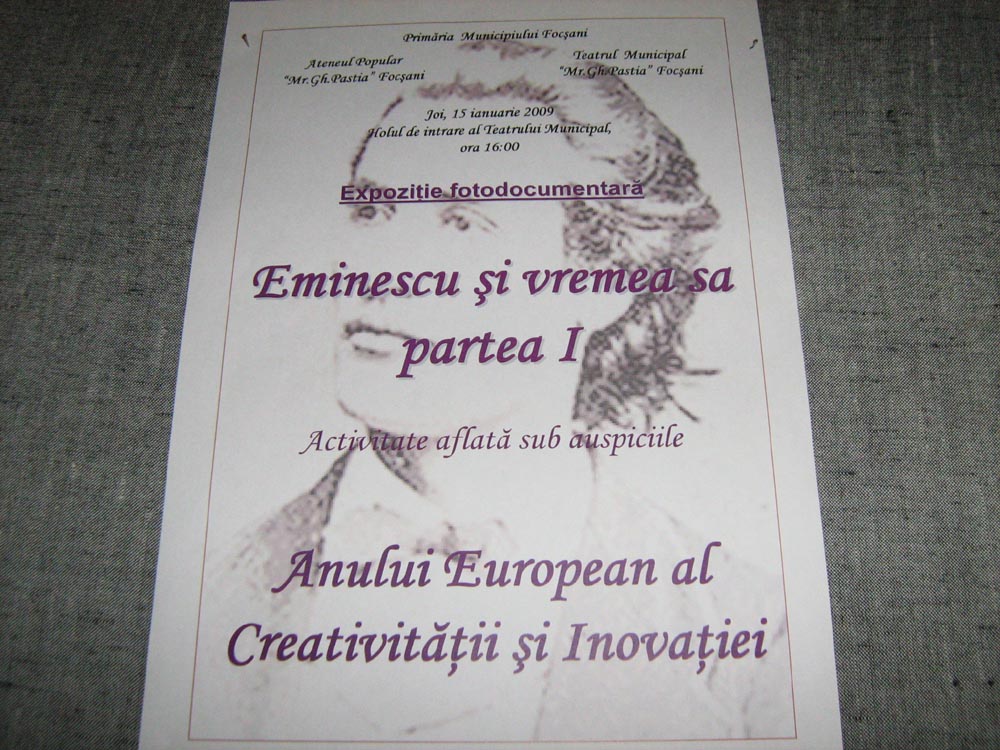 Primăria Municipiului Focşani
Ateneul Popular
"Mr.Gh.Pastia" Focşani
Teatrul Municipal
"Mr.Gh.Pastia" Focşani
Joi, 15 ianuarie 2009
Holul de intrare al Teatrului Municipal,
ora 16:00
Expoziţie fotodocumentară
Eminescu şi vremea sa
partea I
Activitate aflată sub auspiciile
Anului European al
Creativităţii şi Inovaţiei